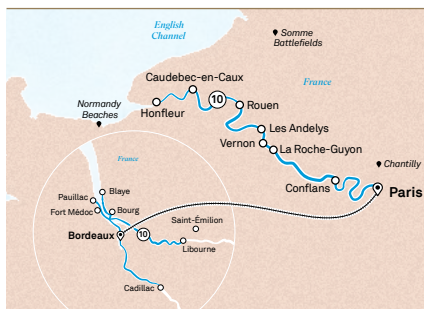 English
Channel
Somme
Battlefields
Caudebec-en-Caux
France
Normandy
Beaches
10
Rouen
Honfleur
Les Andelys
Vernon
La Roche-Guyon
Chantilly
France
Conflans
Paris
Pauillac
Blaye
Fort Médoc
Bourg
Saint-Émilion
Bordeaux
10
Libourne
Cadillac